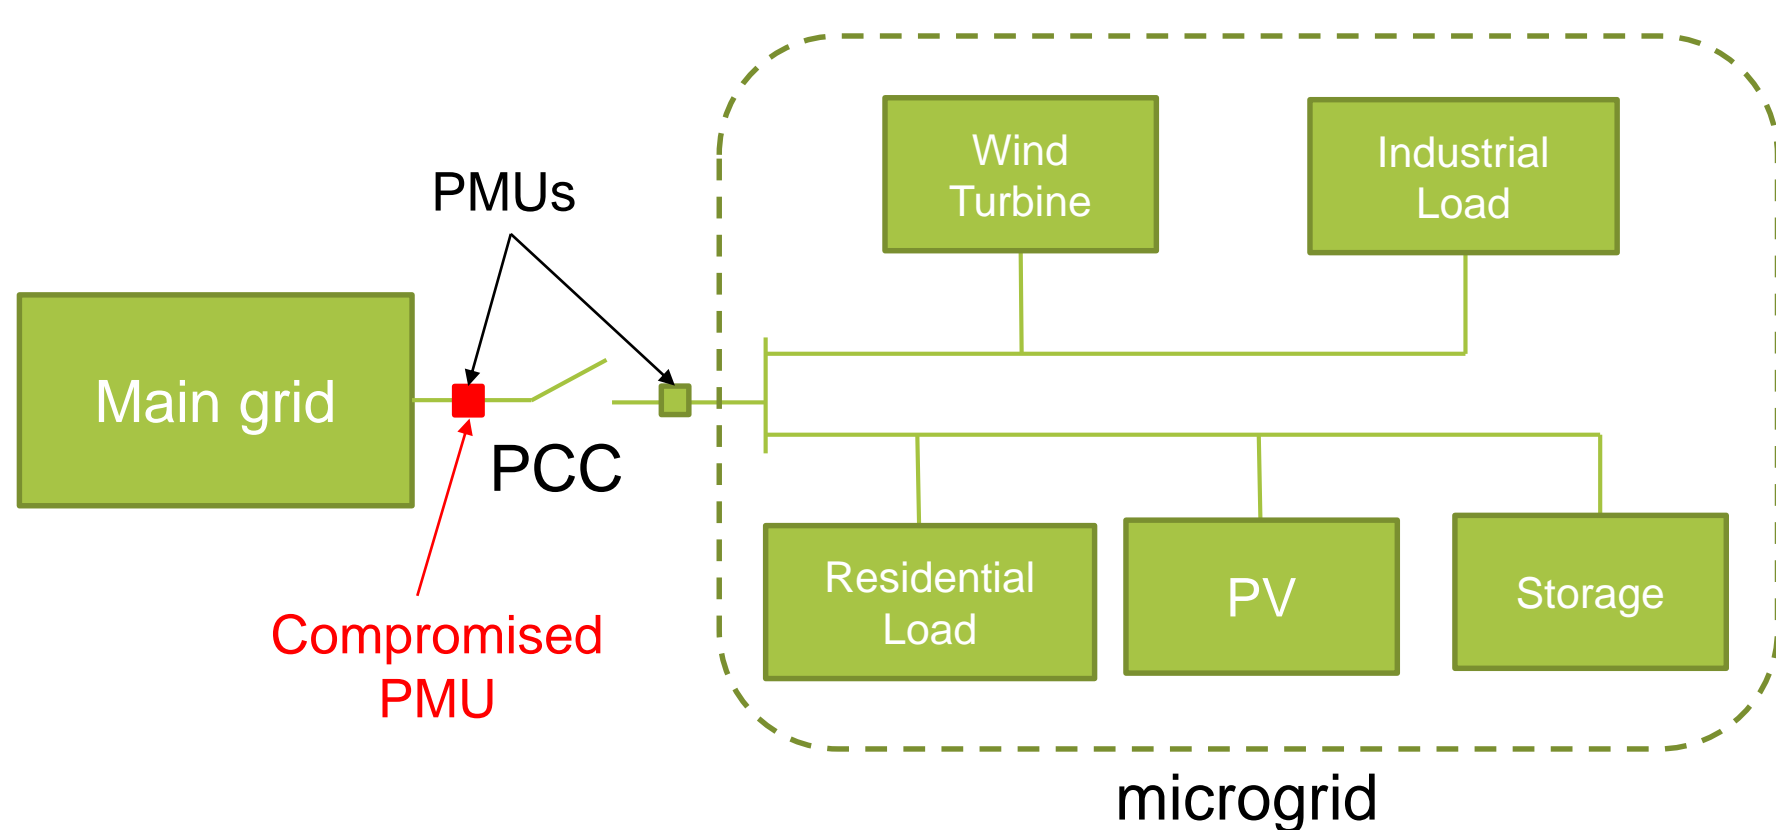 Wind
Turbine
Industrial
Load
PMUs
Main grid
PCC
Residential
Load
PV
Storage
Compromised
PMU
microgrid